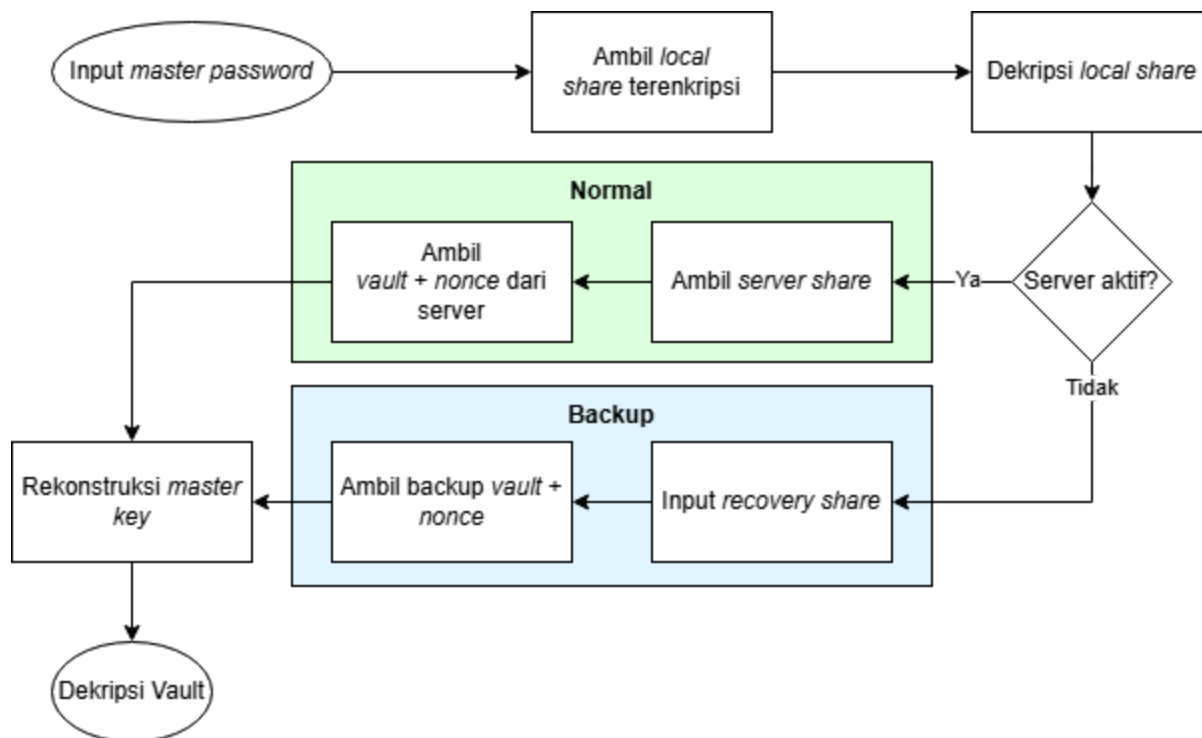 Input master password
Ambil local
share terenkripsi
Dekripsi local share
Normal
Ambil
vault + nonce dari
server
Ambil server share
Ya
Server aktif?
Tidak
Backup
Rekonstruksi master
key
Ambil backup vault +
nonce
Input recovery share
Dekripsi Vault